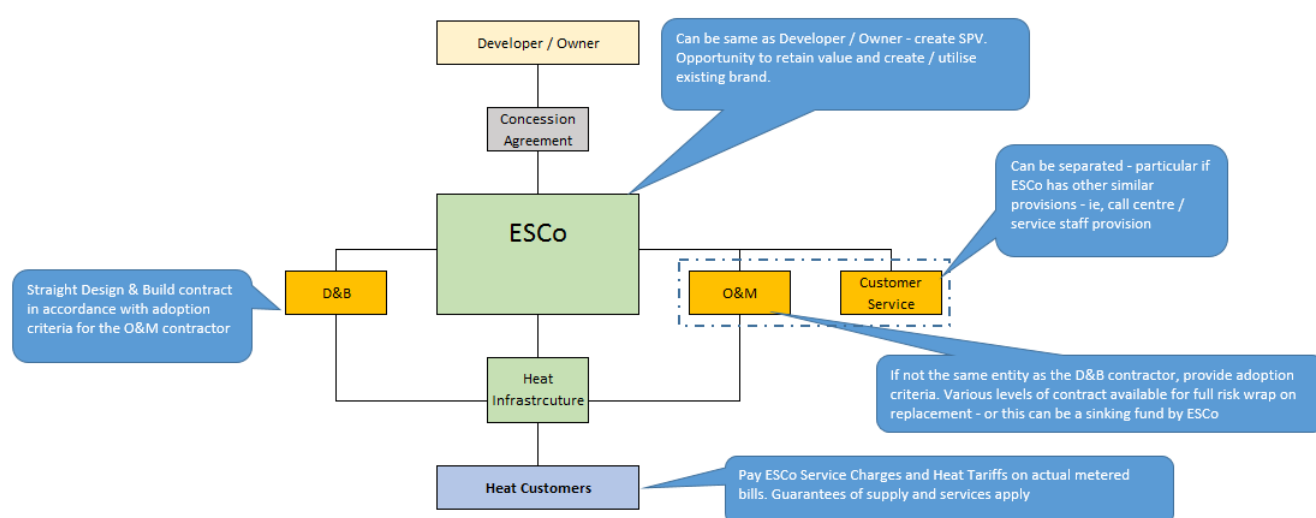 Developer / Owner
Can be same as Developer / Owner - create SPV.
Opportunity to retain value and create / utilise
existing brand.
Concession
Agreement
Can be separated - particular if
ESCo has other similar
provisions - ie, call centre /
service staff provision
ESCo
Straight Design & Build contract
in accordance with adoption
criteria for the O&M contractor
D&B
O&M
Customer
Service
Heat
Infrastrcuture
If not the same entity as the D&B contractor, provide adoption
criteria. Various levels of contract available for full risk wrap on
replacement - or this can be a sinking fund by ESCo
Heat Customers
Pay ESCo Service Charges and Heat Tariffs on actual metered
bills. Guarantees of supply and services apply